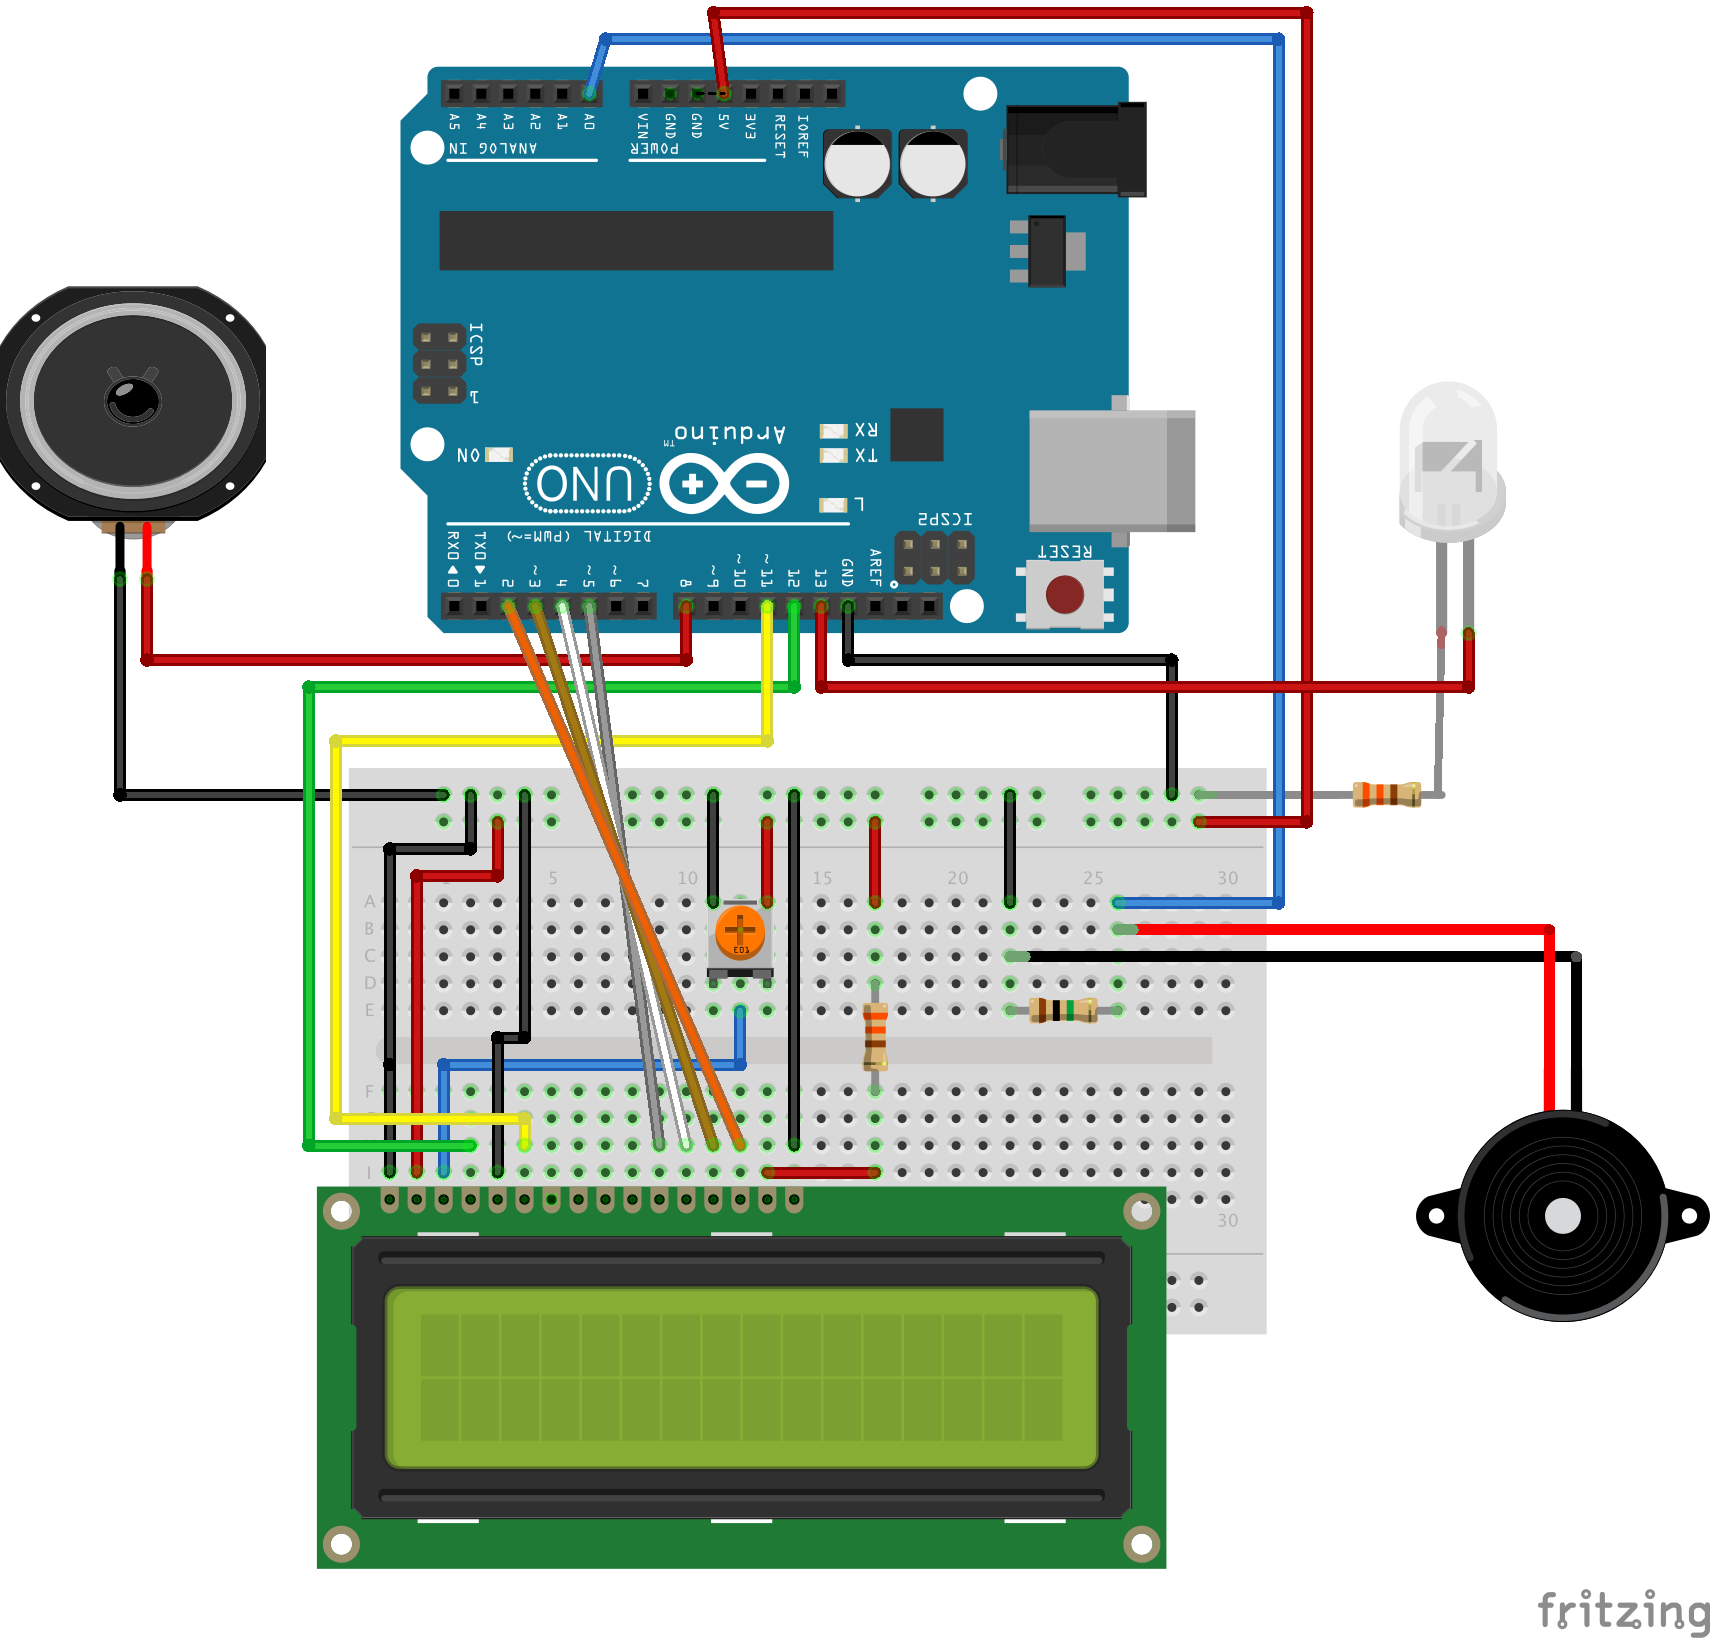 A5 A4 A3 A2 A1 A0
VIN GND GND 5V 3V3 RESET IOREF
ANALOG IN
POWER
ICSP
1
Arduino
TM
RX
TX
ON
UNO
L
ICSP2
DIGITAL (PWM=~)
RESET
RX0 TX0
0 1 2 ~3 4 ~5 ~6 7
8 ~9 ~10 ~11 12 13 GND AREF
5 10 15 20 25 30
A
B
C
D
E
F
I
30
fritzing